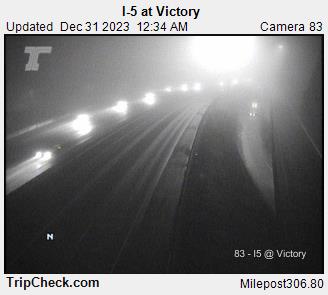 I-5 at Victory
Updated Dec 31 2023 12:34 AM Camera 83
T
N
83 - I5 @ Victory
TripCheck.com Milepost306.80